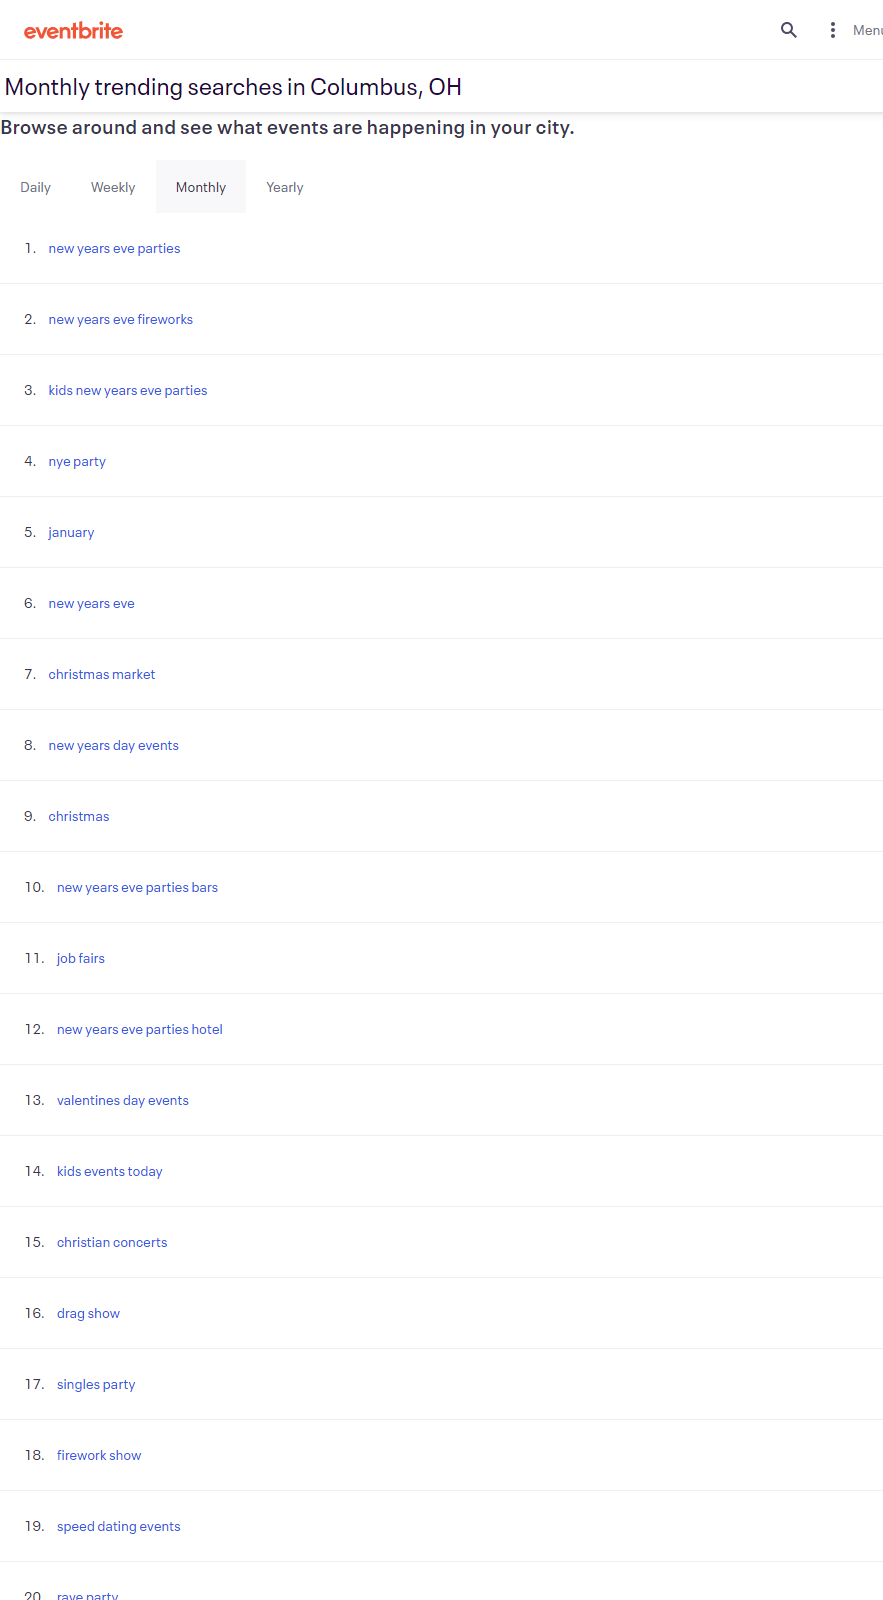 eventbrite
Menu
Monthly trending searches in Columbus, OH
Browse around and see what events are happening in your city.
Daily Weekly Monthly Yearly
1. new years eve parties
2. new years eve fireworks
3. kids new years eve parties
4. nye party
5. january
6. new years eve
7. christmas market
8. new years day events
9. christmas
10. new years eve parties bars
11. job fairs
12. new years eve parties hotel
13. valentines day events
14. kids events today
15. christian concerts
16. drag show
17. singles party
18. firework show
19. speed dating events
20. rave party